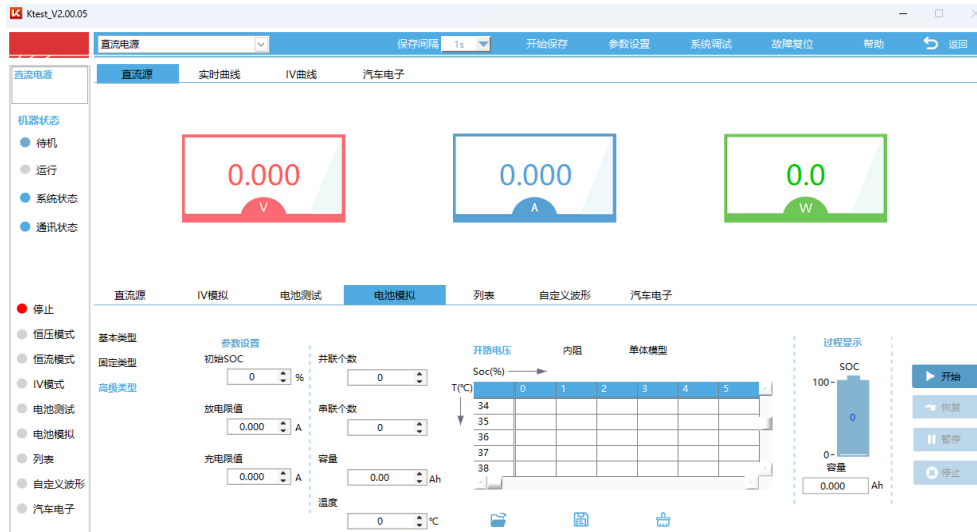 Ktest_V2.00.05
直流电源 保存间隔 1s 开始保存 参数设置 系统调试 故障复位 帮助 返回
直流电源 直流源 实时曲线 IV曲线 汽车电子
机器状态
待机
运行
系统状态
通讯状态
0.000 0.000 0.0
V A W
直流源 IV模拟 电池测试 电池模拟 列表 自定义波形 汽车电子
停止
恒压模式
恒流模式
IV模式
电池测试
电池模拟
列表
自定义波形
汽车电子
基本类型
固定类型
高级类型
参数设置
初始SOC 并联个数
0 % 0
放电限值 串联个数
0.000 A 0
充电限值 容量
0.000 A 0.00 Ah
温度
0 ℃
开路电压 内阻 单体模型
Soc(%)
T(℃) 0 1 2 3 4 5
34
35
36
37
38
过程显示
SOC
100-
0
0-
容量
0.000 Ah
开始
恢复
暂停
停止